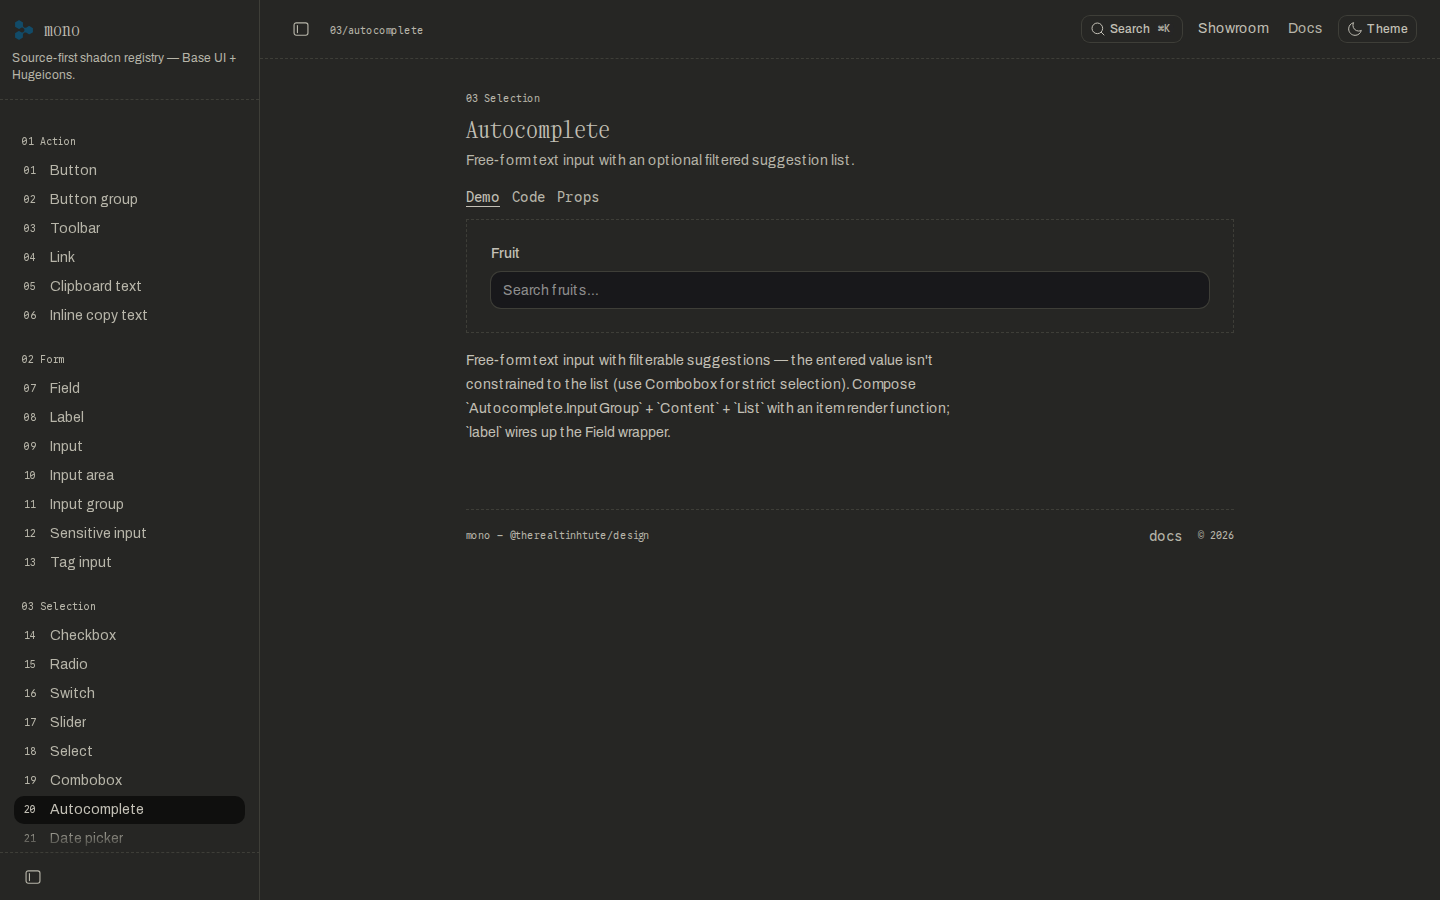 mono
Source-first shadcn registry — Base UI +
Hugeicons.
01 Action
01 Button
02 Button group
03 Toolbar
04 Link
05 Clipboard text
06 Inline copy text
02 Form
07 Field
08 Label
09 Input
10 Input area
11 Input group
12 Sensitive input
13 Tag input
03 Selection
14 Checkbox
15 Radio
16 Switch
17 Slider
18 Select
19 Combobox
20 Autocomplete
21 Date picker
03/autocomplete
Search ⌘K
Showroom
Docs
Theme
03 Selection
Autocomplete
Free-form text input with an optional filtered suggestion list.
Demo Code Props
Fruit
Search fruits...
Free-form text input with filterable suggestions — the entered value isn't
constrained to the list (use Combobox for strict selection). Compose
`Autocomplete.InputGroup` + `Content` + `List` with an item render function;
`label` wires up the Field wrapper.
mono — @therealtinhtute/design
docs © 2026